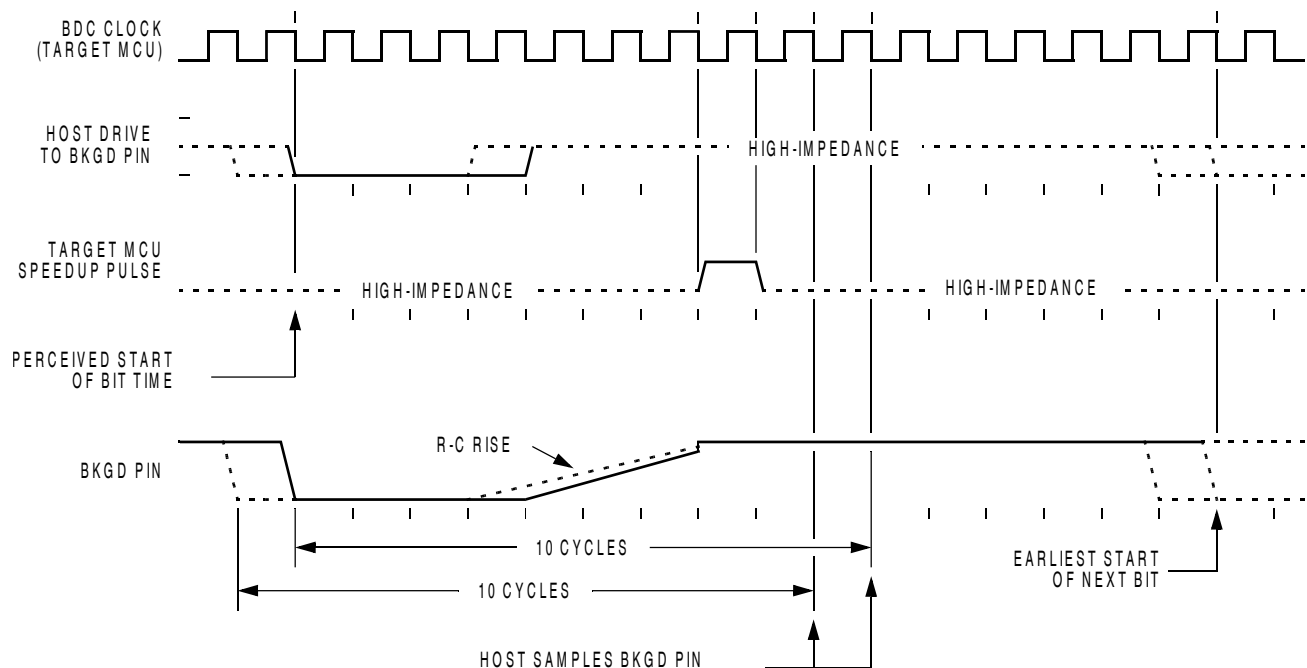 BDC CLOCK
(TARGET MCU)
HOST DRIVE
TO BKGD PIN
HIGH-IMPEDANCE
TARGET MCU
SPEEDUP PULSE
HIGH-IMPEDANCE
HIGH-IMPEDANCE
PERCEIVED START
OF BIT TIME
R-C RISE
BKGD PIN
10 CYCLES
EARLIEST START
OF NEXT BIT
10 CYCLES
HOST SAMPLES BKGD PIN